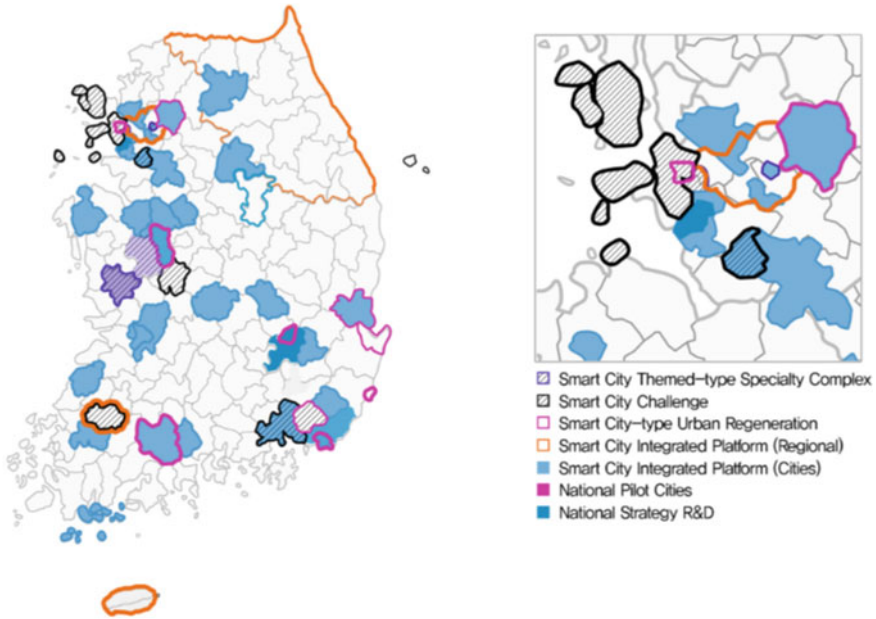 Smart City Themed-type Specialty Complex
Smart City Challenge
Smart City-type Urban Regeneration
Smart City Integrated Platform (Regional)
Smart City Integrated Platform (Cities)
National Pilot Cities
National Strategy R&D